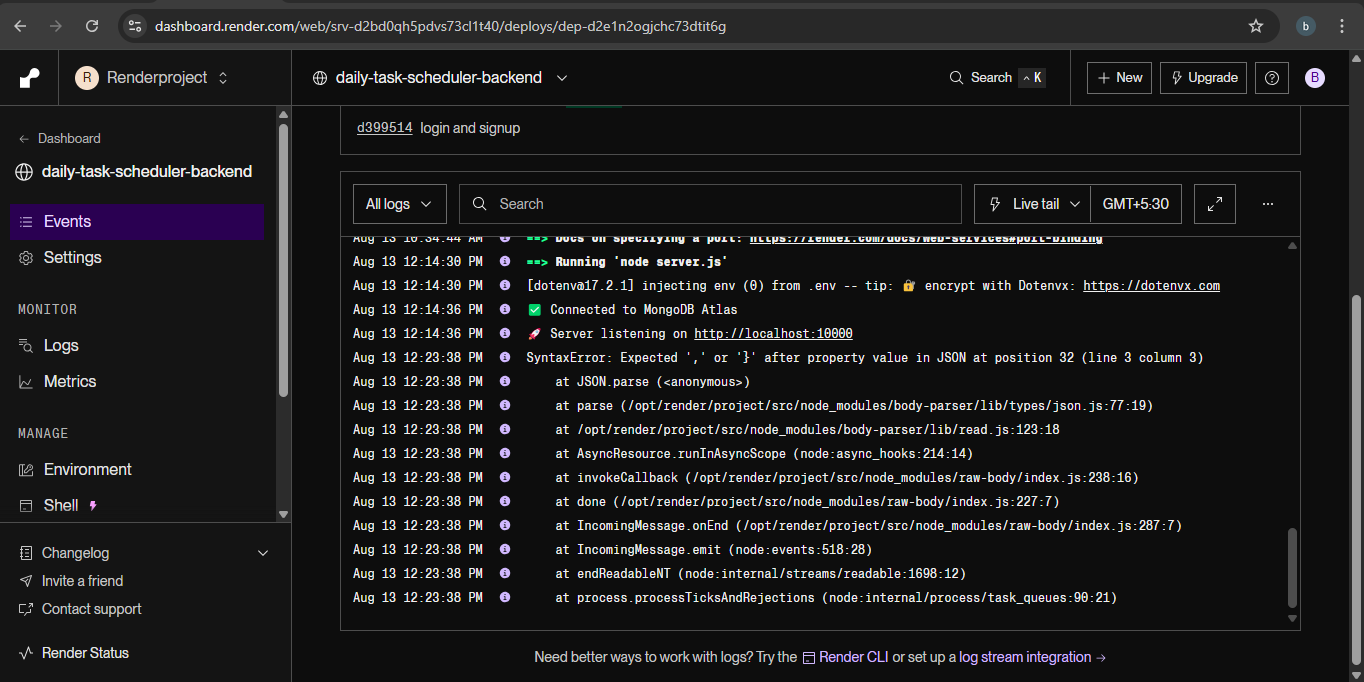 dashboard.render.com/web/srv-d2bd0qh5pdvs73cl1t40/deploys/dep-d2e1n2ogjchc73dtit6g
b
R Renderproject
daily-task-scheduler-backend
Search ^ K
+ New
Upgrade
B
← Dashboard
daily-task-scheduler-backend
Events
Settings
MONITOR
Logs
Metrics
MANAGE
Environment
Shell
Changelog
Invite a friend
Contact support
Render Status
d399514 login and signup
All logs
Search
Live tail
GMT+5:30
Aug 13 10:34:44 AM ==> Docs on specifying a port: https://render.com/docs/web-services#port-binding
Aug 13 12:14:30 PM ==> Running 'node server.js'
Aug 13 12:14:30 PM [dotenv@17.2.1] injecting env (0) from .env -- tip: 🔐 encrypt with Dotenvx: https://dotenvx.com
Aug 13 12:14:36 PM ✅ Connected to MongoDB Atlas
Aug 13 12:14:36 PM 🚀 Server listening on http://localhost:10000
Aug 13 12:23:38 PM SyntaxError: Expected ',' or '}' after property value in JSON at position 32 (line 3 column 3)
Aug 13 12:23:38 PM at JSON.parse (<anonymous>)
Aug 13 12:23:38 PM at parse (/opt/render/project/src/node_modules/body-parser/lib/types/json.js:77:19)
Aug 13 12:23:38 PM at /opt/render/project/src/node_modules/body-parser/lib/read.js:123:18
Aug 13 12:23:38 PM at AsyncResource.runInAsyncScope (node:async_hooks:214:14)
Aug 13 12:23:38 PM at invokeCallback (/opt/render/project/src/node_modules/raw-body/index.js:238:16)
Aug 13 12:23:38 PM at done (/opt/render/project/src/node_modules/raw-body/index.js:227:7)
Aug 13 12:23:38 PM at IncomingMessage.onEnd (/opt/render/project/src/node_modules/raw-body/index.js:287:7)
Aug 13 12:23:38 PM at IncomingMessage.emit (node:events:518:28)
Aug 13 12:23:38 PM at endReadableNT (node:internal/streams/readable:1698:12)
Aug 13 12:23:38 PM at process.processTicksAndRejections (node:internal/process/task_queues:90:21)
Need better ways to work with logs? Try the Render CLI or set up a log stream integration →